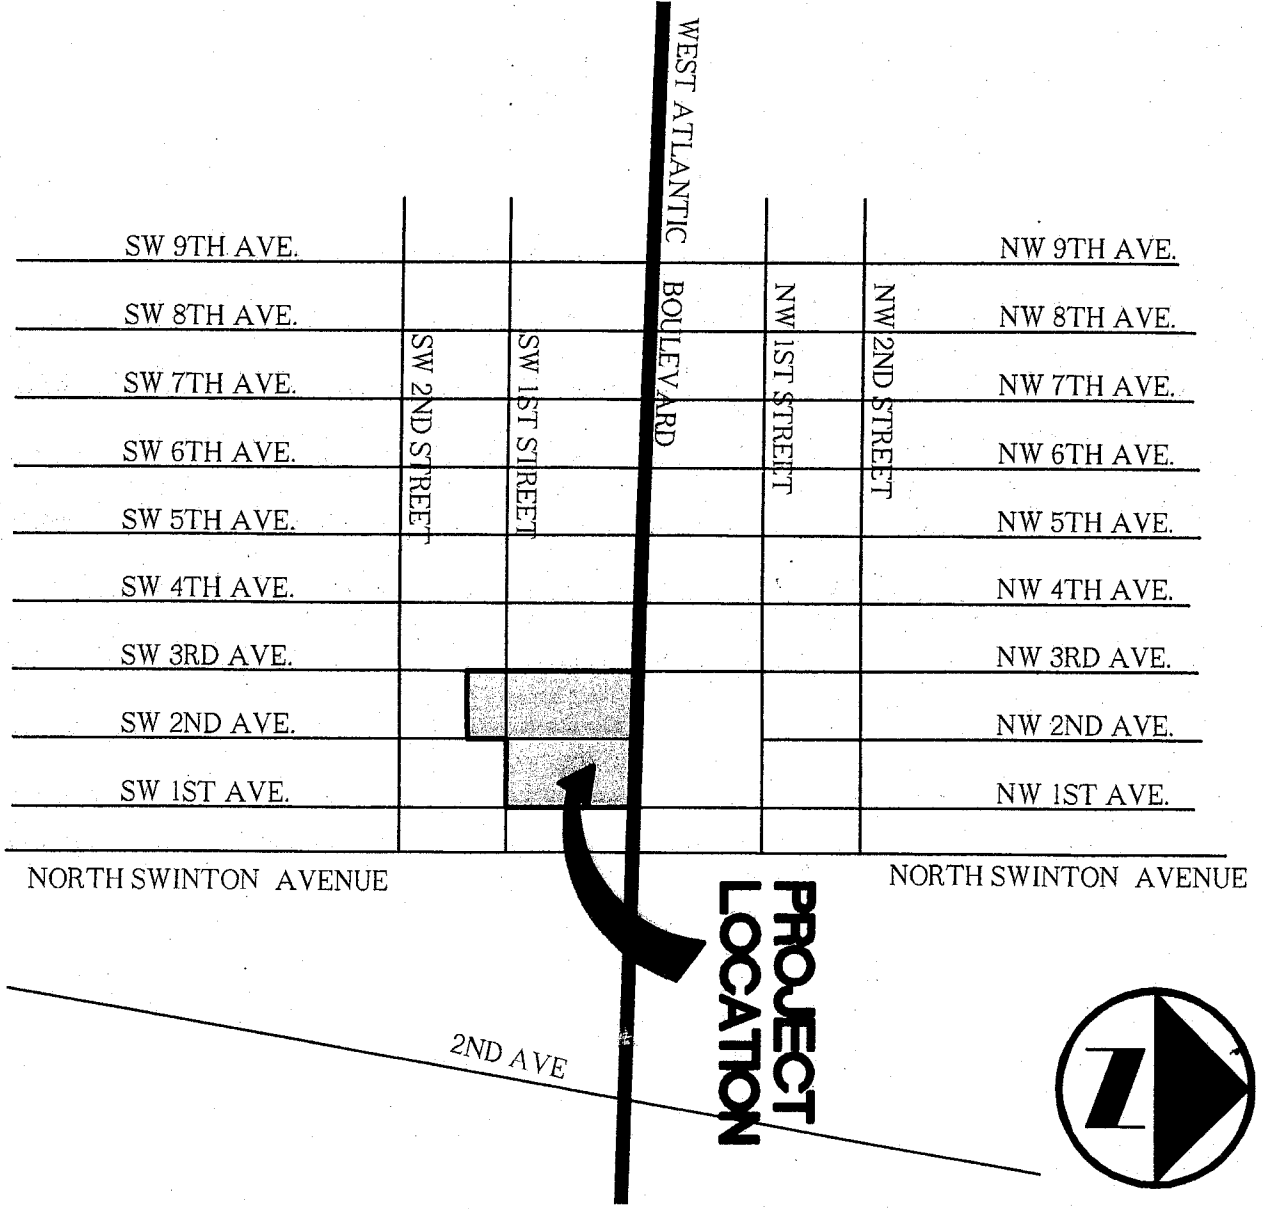 WEST ATLANTIC BOULEVARD
SW 9TH AVE.
NW 9TH AVE.
SW 8TH AVE.
NW 8TH AVE.
SW 7TH AVE.
NW 7TH AVE.
SW 6TH AVE.
NW 6TH AVE.
SW 5TH AVE.
NW 5TH AVE.
SW 4TH AVE.
NW 4TH AVE.
SW 3RD AVE.
NW 3RD AVE.
SW 2ND AVE.
NW 2ND AVE.
SW 1ST AVE.
NW 1ST AVE.
SW 2ND STREET
SW 1ST STREET
NW 1ST STREET
NW 2ND STREET
NORTH SWINTON AVENUE
NORTH SWINTON AVENUE
PROJECT
LOCATION
2ND AVE
N